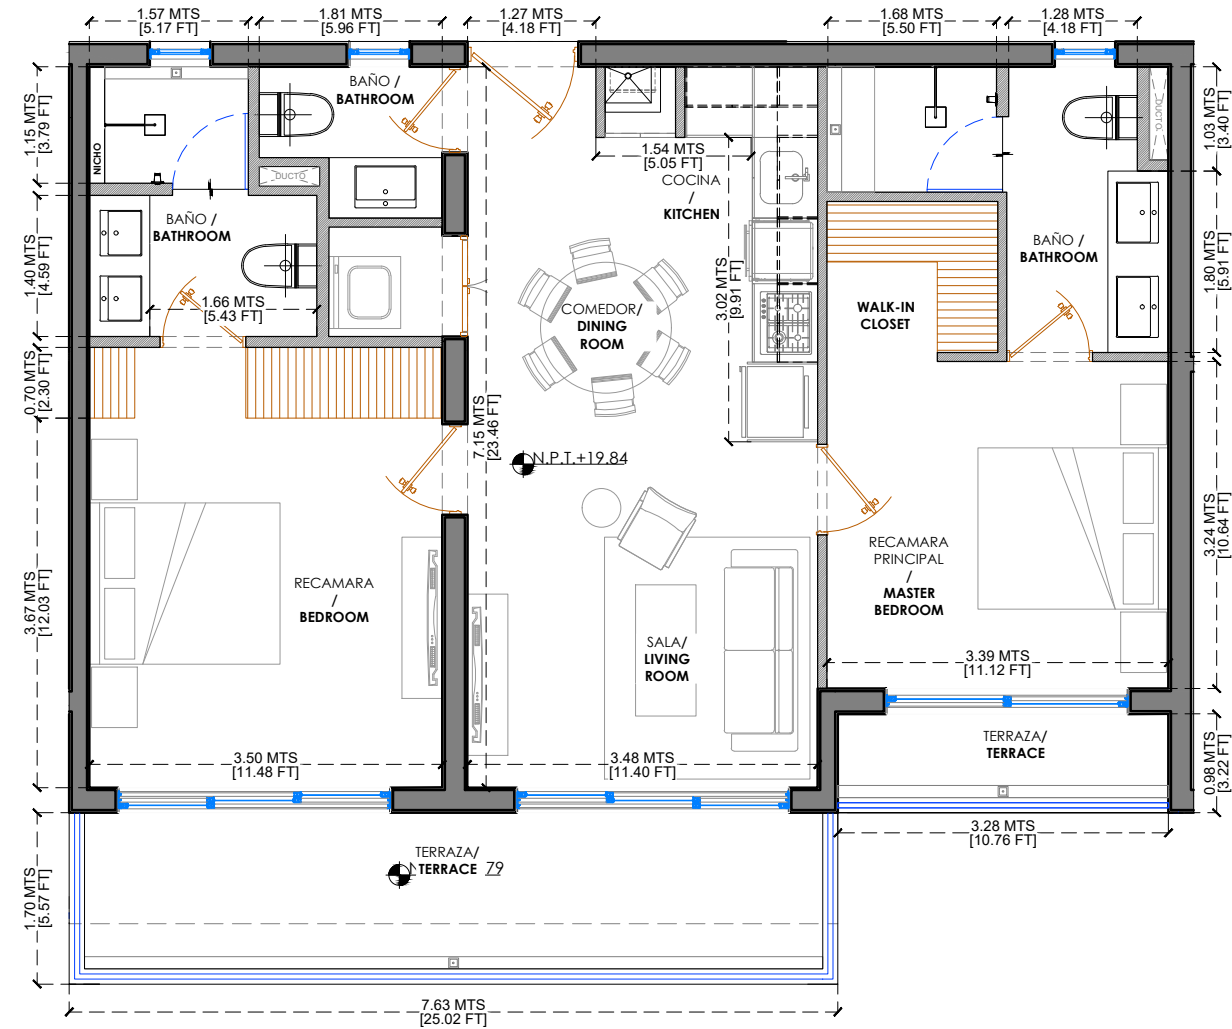 1.57 MTS
[5.17 FT]
1.81 MTS
[5.96 FT]
1.27 MTS
[4.18 FT]
1.68 MTS
[5.50 FT]
1.28 MTS
[4.18 FT]
1.15 MTS
[3.79 FT]
NICHO
BAÑO /
BATHROOM
DUCTO
1.54 MTS
[5.05 FT]
COCINA
/
KITCHEN
DUCTO
1.03 MTS
[3.40 FT]
1.40 MTS
[4.59 FT]
BAÑO /
BATHROOM
1.66 MTS
[5.43 FT]
COMEDOR/
DINING
ROOM
3.02 MTS
[9.91 FT]
WALK-IN
CLOSET
BAÑO /
BATHROOM
1.80 MTS
[5.91 FT]
0.70 MTS
[2.30 FT]
7.15 MTS
[23.46 FT]
N.P.T.+19.84
3.67 MTS
[12.03 FT]
RECAMARA
/
BEDROOM
SALA/
LIVING
ROOM
RECAMARA
PRINCIPAL
/
MASTER
BEDROOM
3.24 MTS
[10.64 FT]
3.39 MTS
[11.12 FT]
3.50 MTS
[11.48 FT]
3.48 MTS
[11.40 FT]
TERRAZA/
TERRACE
0.98 MTS
[3.22 FT]
3.28 MTS
[10.76 FT]
1.70 MTS
[5.57 FT]
TERRAZA/
TERRACE 79
7.63 MTS
[25.02 FT]